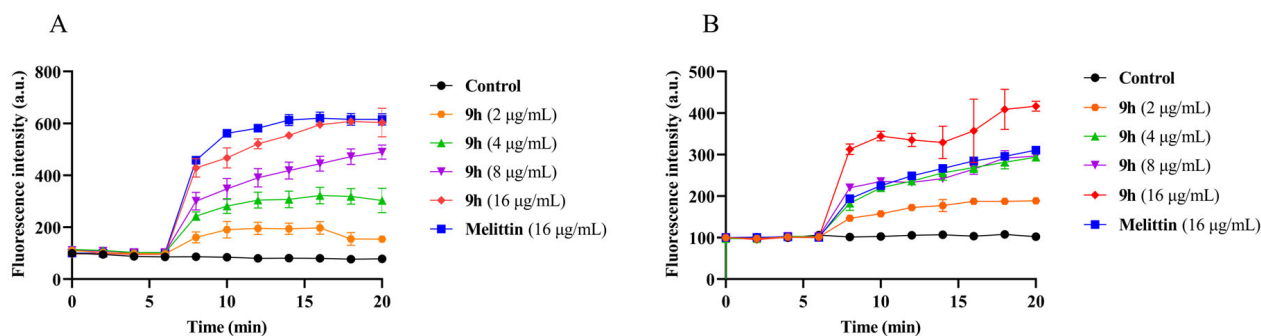 A
Fluorescence intensity (a.u.)
800
600
400
200
0
0 5 10 15 20
Time (min)
Control
9h (2 μg/mL)
9h (4 μg/mL)
9h (8 μg/mL)
9h (16 μg/mL)
Melittin (16 μg/mL)
B
Fluorescence intensity (a.u.)
500
400
300
200
100
0
0 5 10 15 20
Time (min)
Control
9h (2 μg/mL)
9h (4 μg/mL)
9h (8 μg/mL)
9h (16 μg/mL)
Melittin (16 μg/mL)